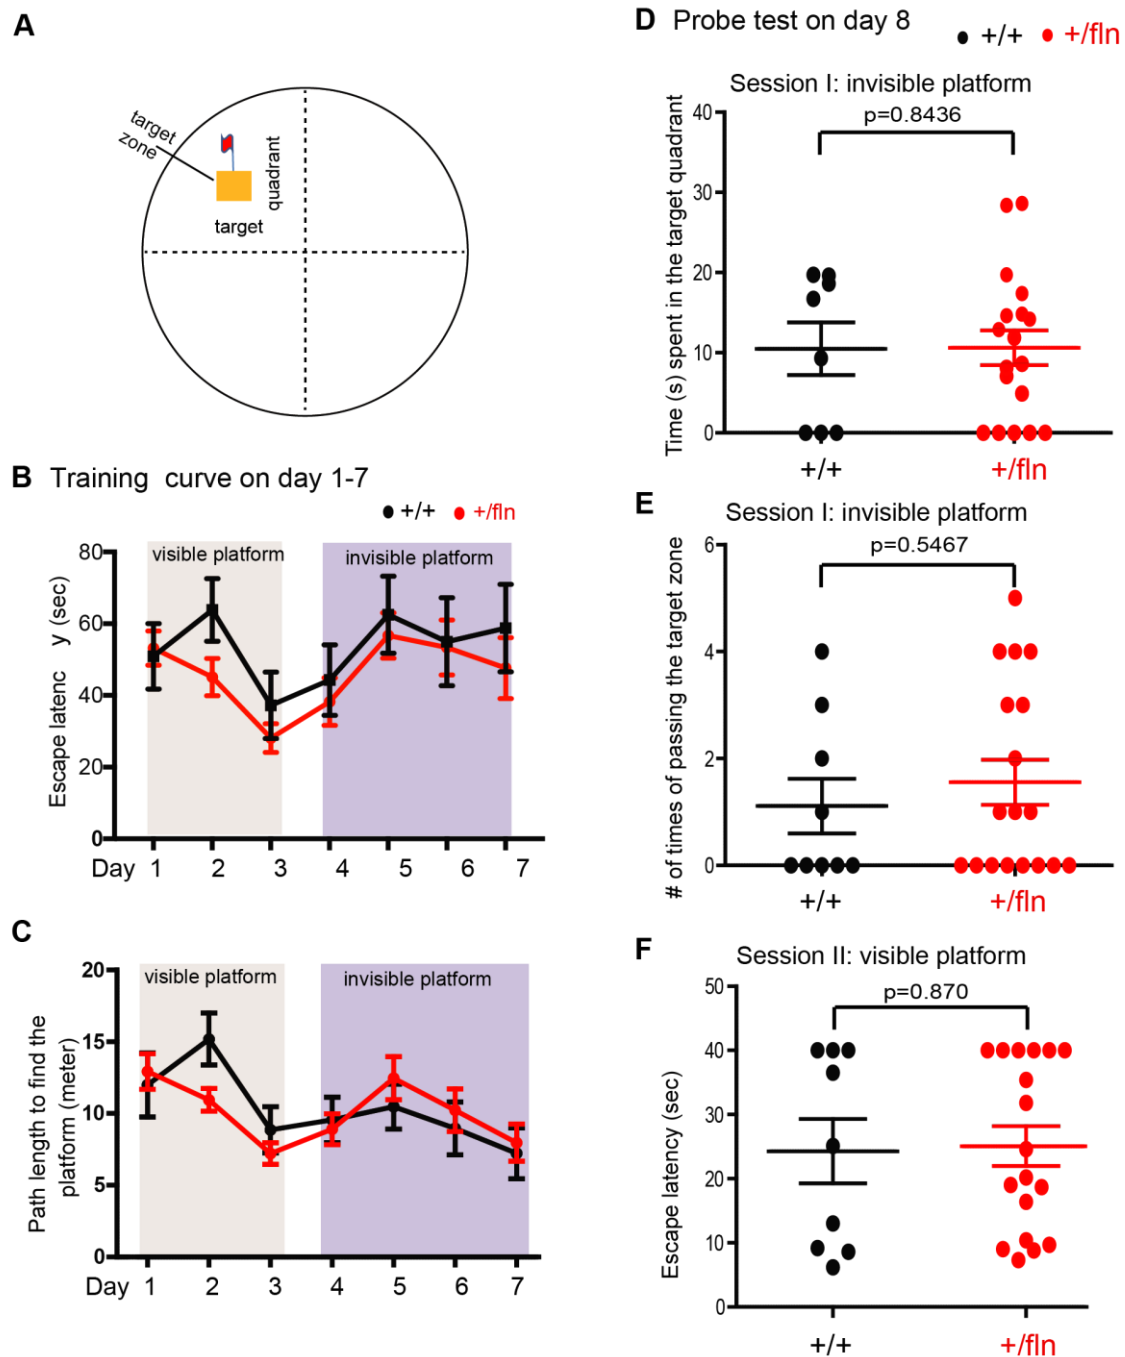 A
target
zone
quadrant
target
B Training curve on day 1-7
+/+ +/fln
visible platform
invisible platform
Escape latenc y (sec)
80
60
40
20
0
Day 1 2 3 4 5 6 7
C
visible platform
invisible platform
Path length to find the
platform (meter)
20
15
10
5
0
Day 1 2 3 4 5 6 7
D Probe test on day 8
+/+ +/fln
Session I: invisible platform
p=0.8436
Time (s) spent in the target quadrant
40
30
20
10
0
+/+ +/fln
E
Session I: invisible platform
p=0.5467
# of times of passing the target zone
6
4
2
0
+/+ +/fln
F
Session II: visible platform
p=0.870
Escape latency (sec)
50
40
30
20
10
0
+/+ +/fln